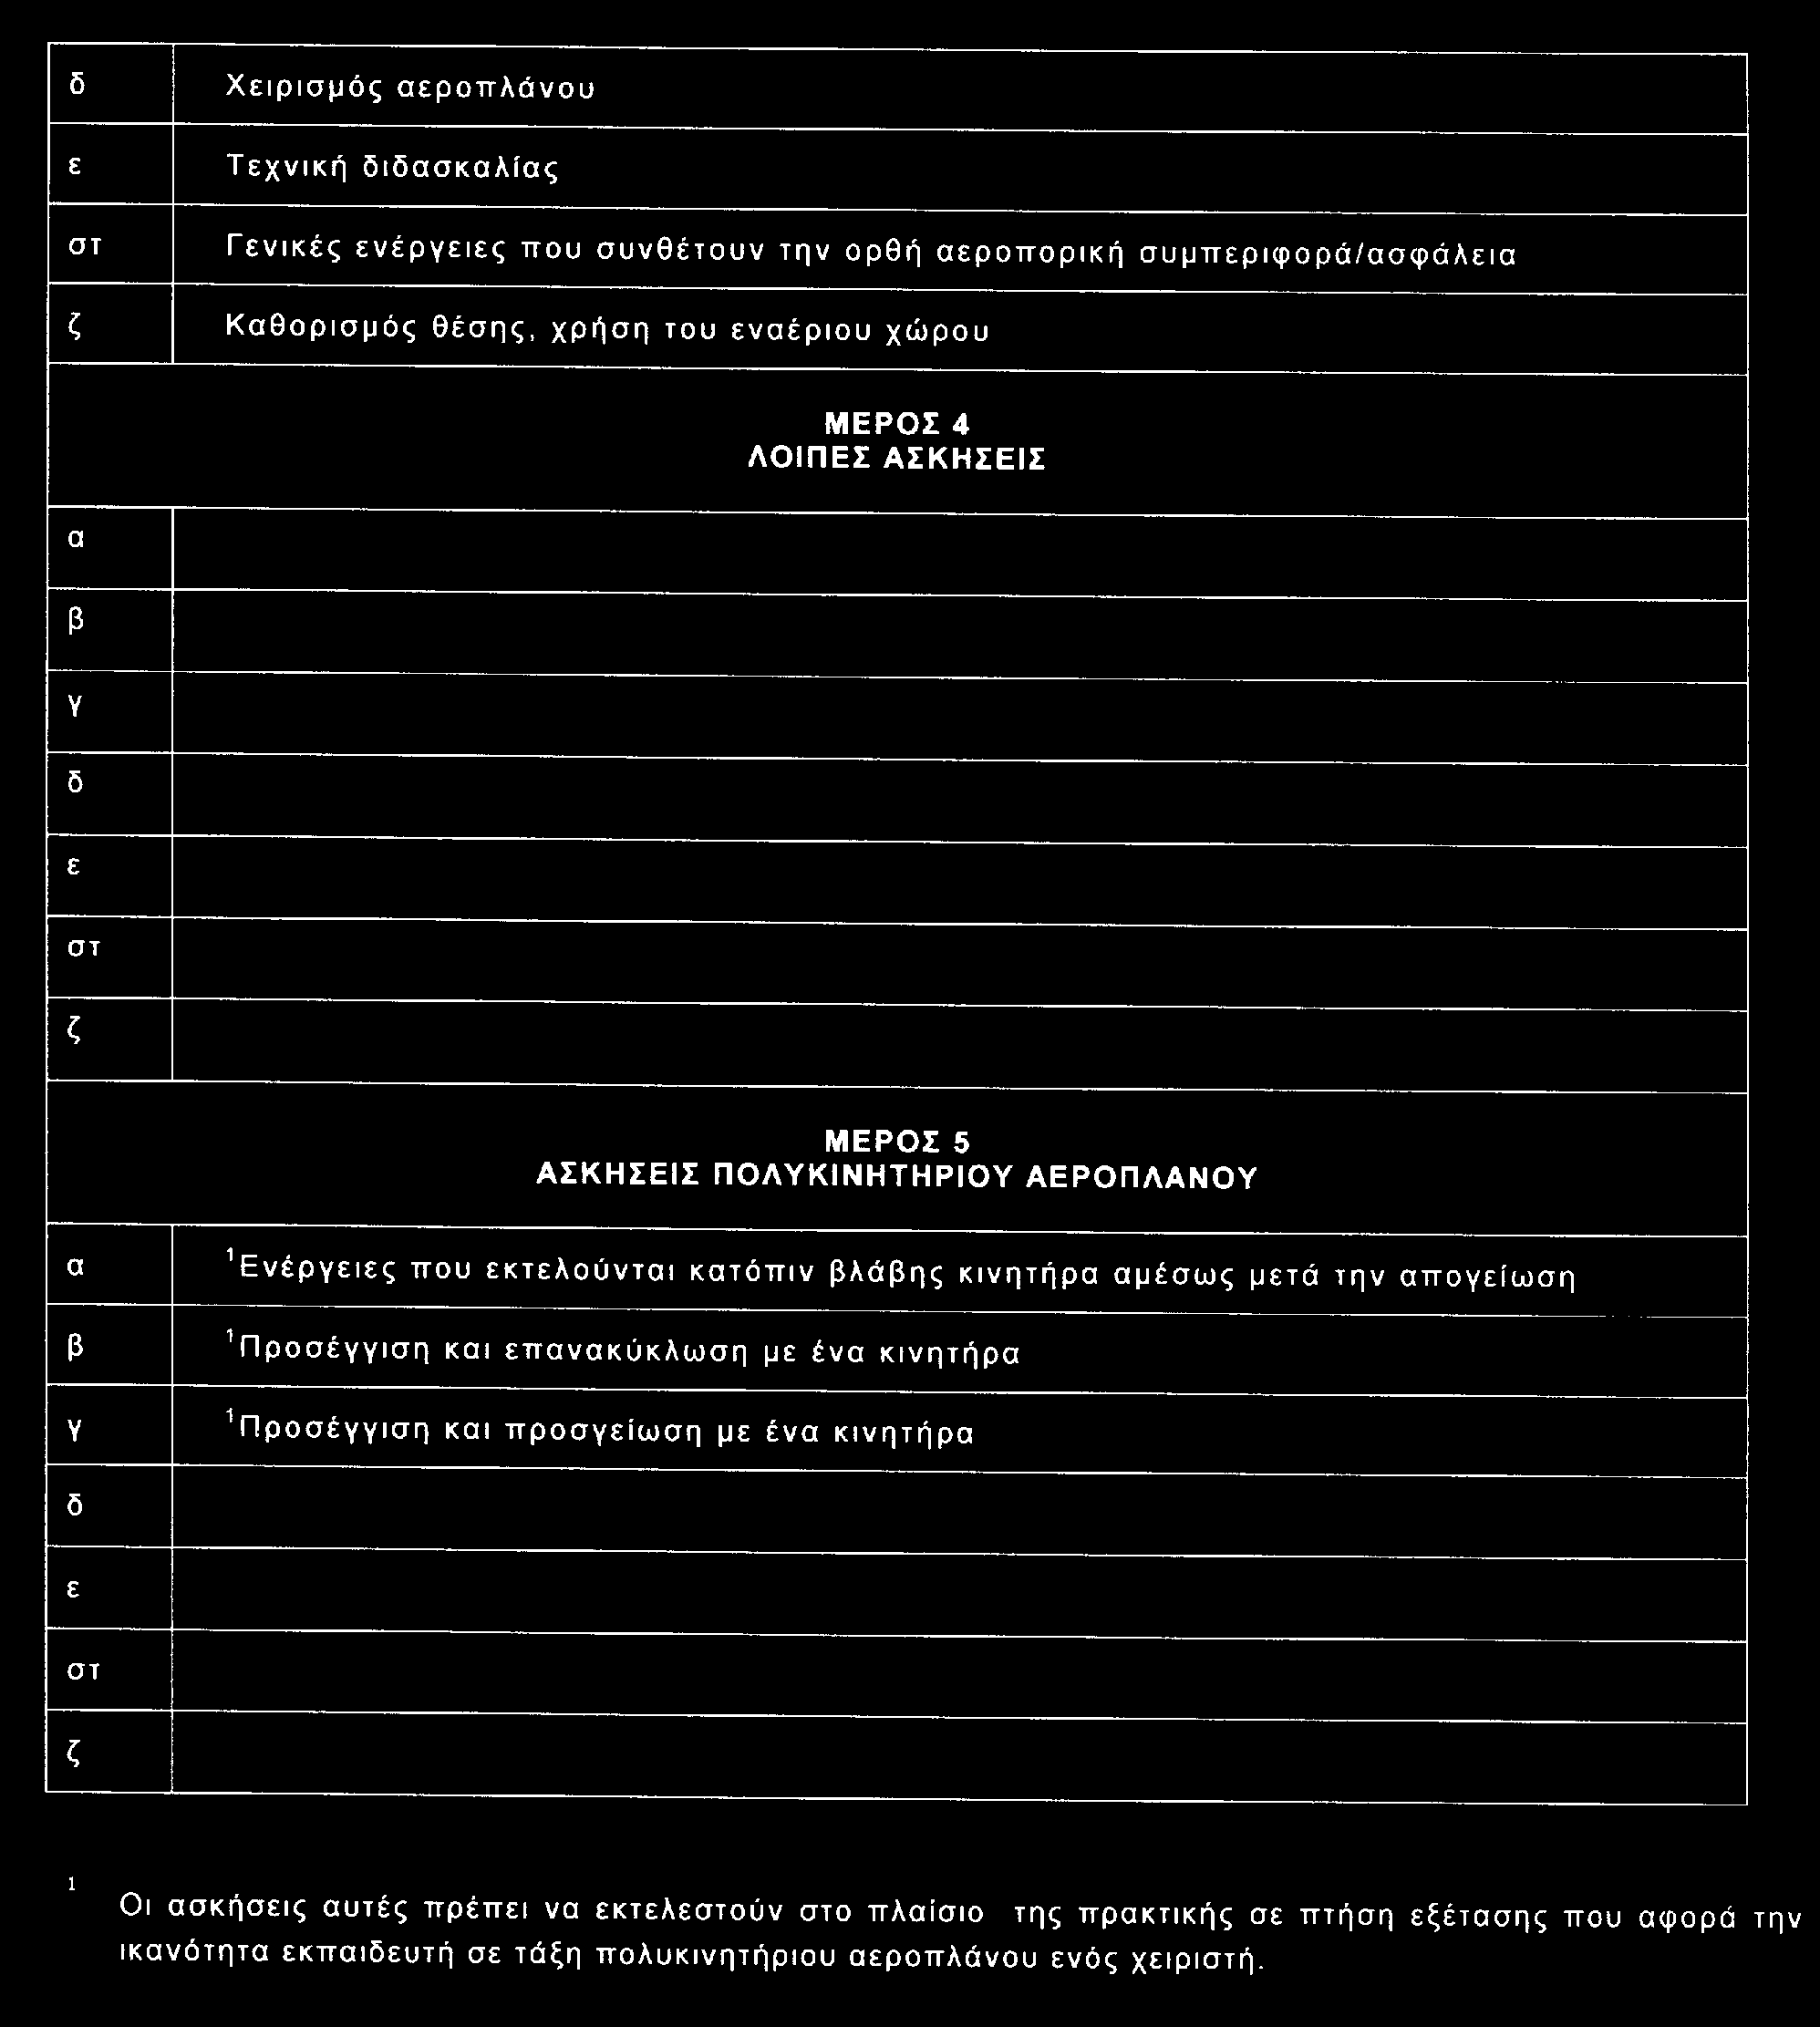 δ Χειρισμός αεροπλάνου
ε Τεχνική διδασκαλίας
στ Γενικές ενέργειες που συνθέτουν την ορθή αεροπορική συμπεριφορά/ασφάλεια
ζ Καθορισμός θέσης, χρήση του εναέριου χώρου
ΜΕΡΟΣ 4
ΛΟΙΠΕΣ ΑΣΚΗΣΕΙΣ
α
β
γ
δ
ε
στ
ζ
ΜΕΡΟΣ 5
ΑΣΚΗΣΕΙΣ ΠΟΛΥΚΙΝΗΤΗΡΙΟΥ ΑΕΡΟΠΛΑΝΟΥ
α ¹Ενέργειες που εκτελούνται κατόπιν βλάβης κινητήρα αμέσως μετά την απογείωση
β ¹Προσέγγιση και επανακύκλωση με ένα κινητήρα
γ ¹Προσέγγιση και προσγείωση με ένα κινητήρα
δ
ε
στ
ζ
¹ Οι ασκήσεις αυτές πρέπει να εκτελεστούν στο πλαίσιο της πρακτικής σε πτήση εξέτασης που αφορά την
ικανότητα εκπαιδευτή σε τάξη πολυκινητήριου αεροπλάνου ενός χειριστή.